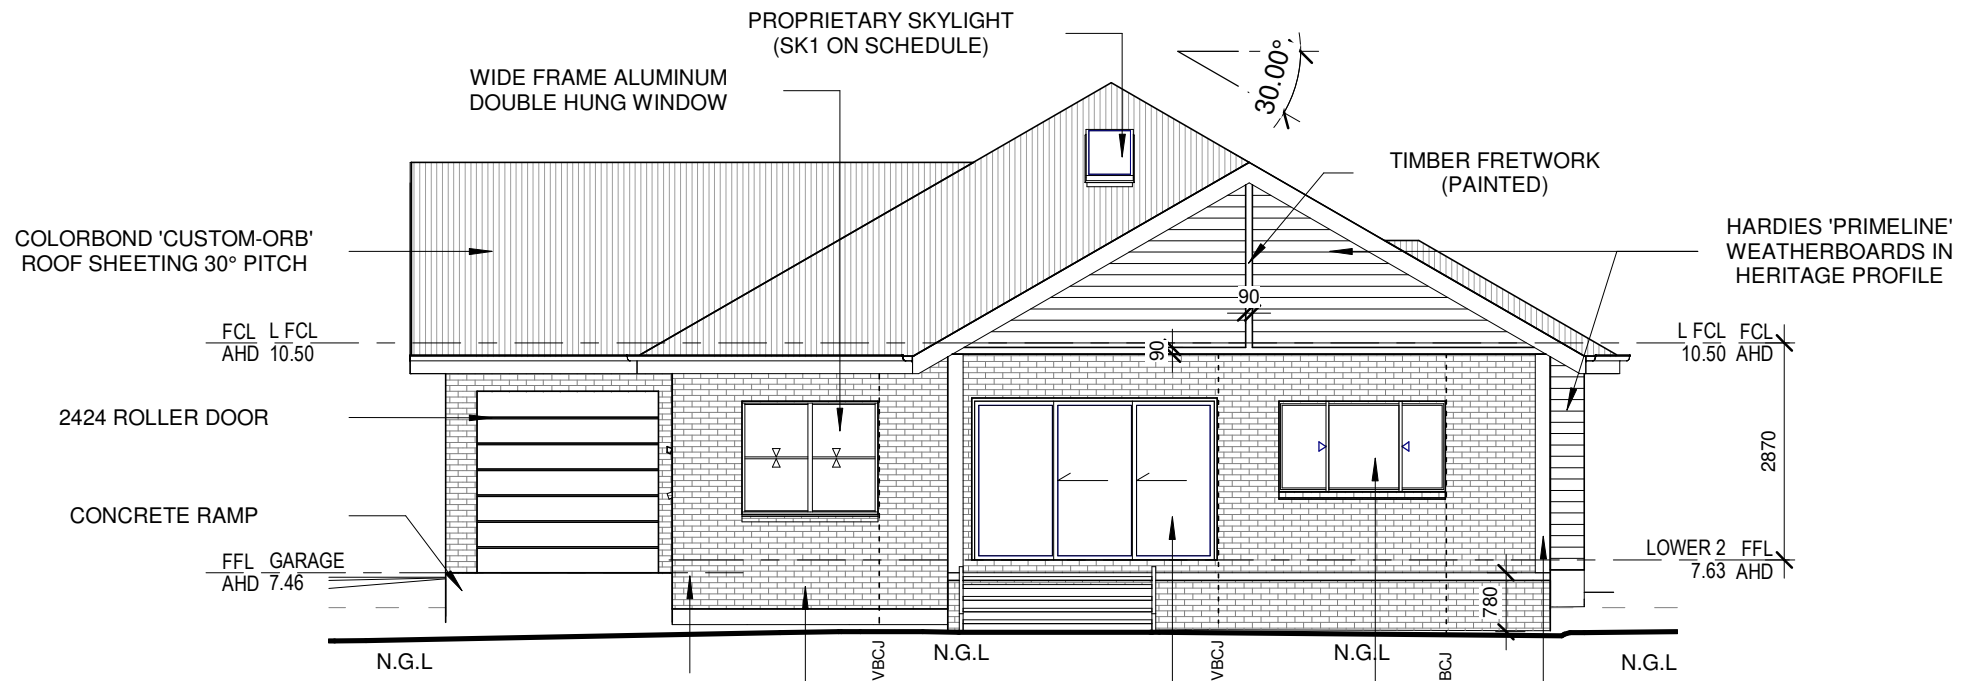 PROPRIETARY SKYLIGHT
(SK1 ON SCHEDULE)
30.00°
WIDE FRAME ALUMINUM
DOUBLE HUNG WINDOW
TIMBER FRETWORK
(PAINTED)
COLORBOND 'CUSTOM-ORB'
ROOF SHEETING 30° PITCH
HARDIES 'PRIMELINE'
WEATHERBOARDS IN
HERITAGE PROFILE
90
FCL L FCL
AHD 10.50
90
L FCL FCL
10.50 AHD
2424 ROLLER DOOR
2870
CONCRETE RAMP
FFL GARAGE
AHD 7.46
LOWER 2 FFL
7.63 AHD
780
N.G.L
VBCJ
N.G.L
VBCJ
N.G.L
BCJ
N.G.L